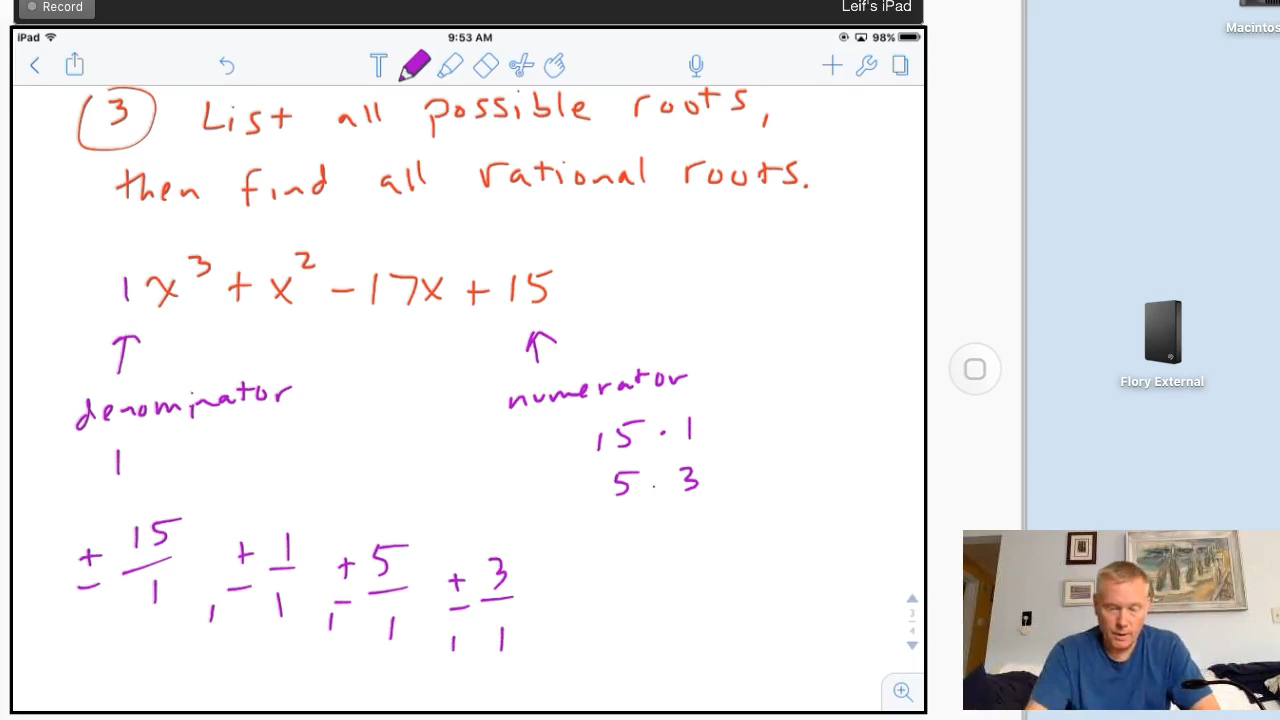 Record
Leif's iPad
iPad
9:53 AM
98%
T
3 List all possible roots,
then find all rational roots.
1x³ + x² - 17x + 15
↑ ↑
denominator
numerator
1
15 · 1
5 · 3
± 15/1, ± 1/1, ± 5/1, ± 3/1
3
4
Macintos
Flory External